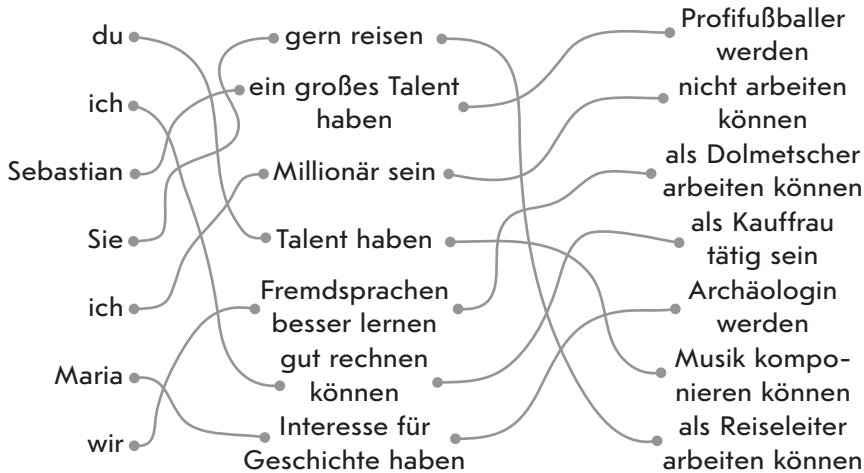 du
ich
Sebastian
Sie
ich
Maria
wir
gern reisen
ein großes Talent
haben
Millionär sein
Talent haben
Fremdsprachen
besser lernen
gut rechnen
können
Interesse für
Geschichte haben
Profifußballer
werden
nicht arbeiten
können
als Dolmetscher
arbeiten können
als Kauffrau
tätig sein
Archäologin
werden
Musik kompo-
nieren können
als Reiseleiter
arbeiten können